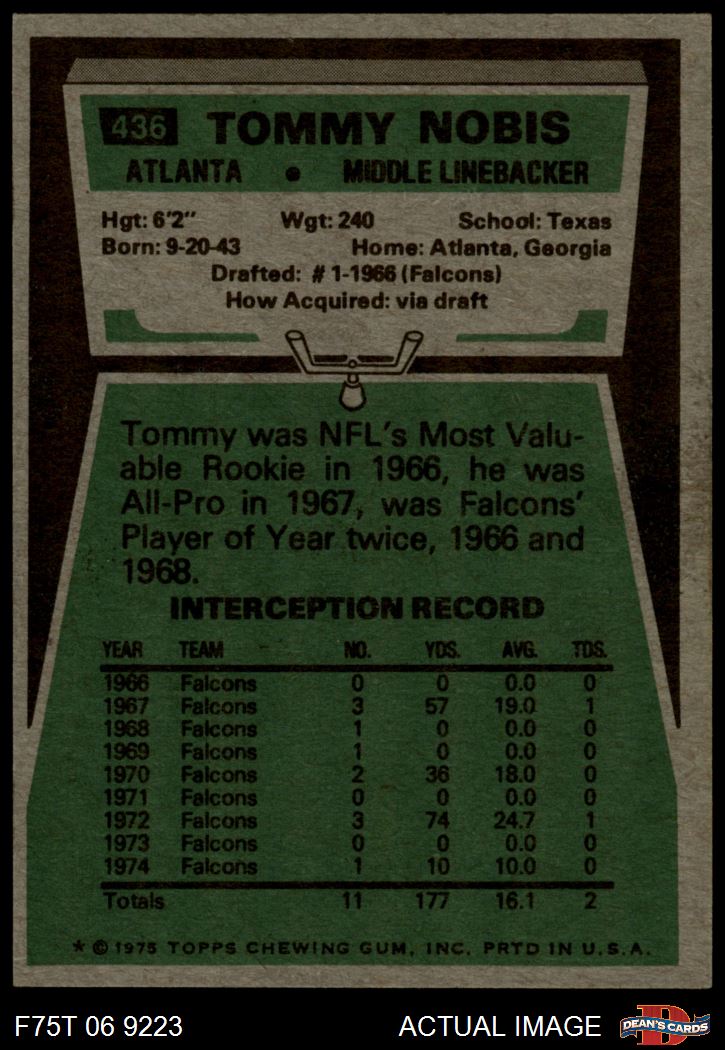 436 TOMMY NOBIS
ATLANTA • MIDDLE LINEBACKER
Hgt: 6'2" Wgt: 240 School: Texas
Born: 9-20-43 Home: Atlanta, Georgia
Drafted: #1-1966 (Falcons)
How Acquired: via draft
Tommy was NFL's Most Valu-
able Rookie in 1966, he was
All-Pro in 1967, was Falcons'
Player of Year twice, 1966 and
1968.
INTERCEPTION RECORD
YEAR TEAM NO. YDS. AVG. TDS.
1966 Falcons 0 0 0.0 0
1967 Falcons 3 57 19.0 1
1968 Falcons 1 0 0.0 0
1969 Falcons 1 0 0.0 0
1970 Falcons 2 36 18.0 0
1971 Falcons 0 0 0.0 0
1972 Falcons 3 74 24.7 1
1973 Falcons 0 0 0.0 0
1974 Falcons 1 10 10.0 0
Totals 11 177 16.1 2
* © 1975 TOPPS CHEWING GUM, INC. PRTD IN U.S.A.
F75T 06 9223 ACTUAL IMAGE D DEAN'S CARDS